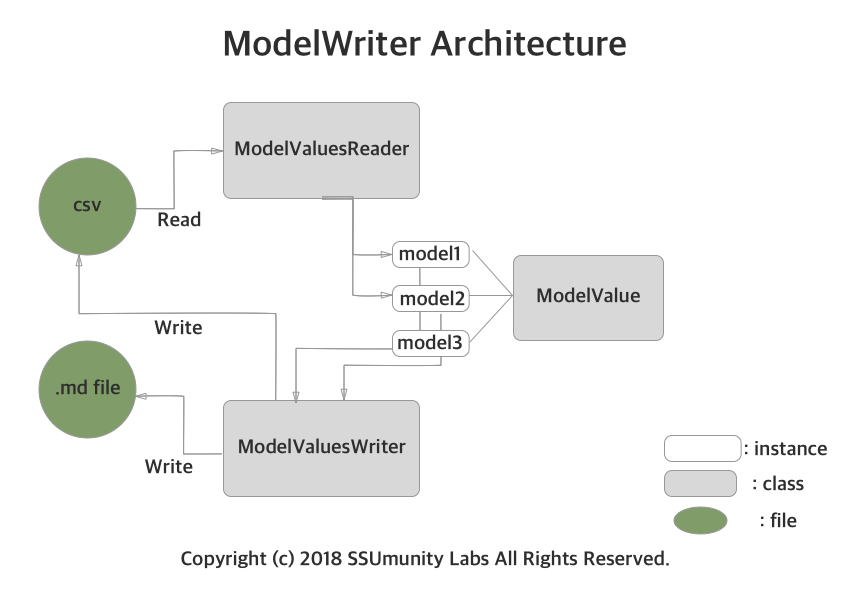 ModelWriter Architecture
ModelValuesReader
csv
Read
model1
model2
ModelValue
model3
Write
.md file
ModelValuesWriter
Write
: instance
: class
: file
Copyright (c) 2018 SSUmunity Labs All Rights Reserved.